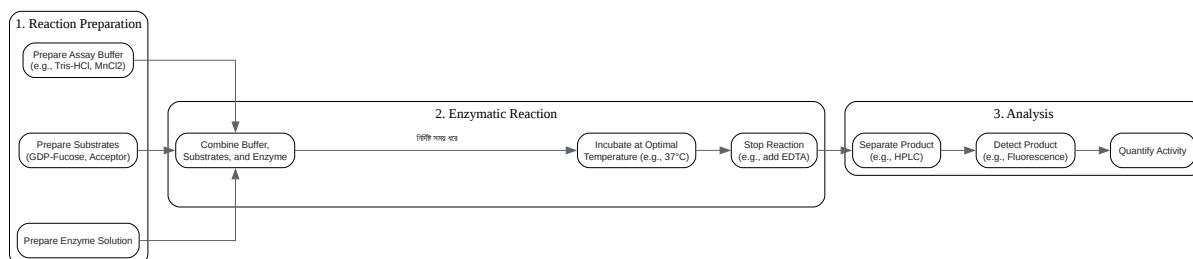 1. Reaction Preparation
Prepare Assay Buffer
(e.g., Tris-HCl, MnCl2)
Prepare Substrates
(GDP-Fucose, Acceptor)
Prepare Enzyme Solution
2. Enzymatic Reaction
Combine Buffer,
Substrates, and Enzyme
নির্দিষ্ট সময় ধরে
Incubate at Optimal
Temperature (e.g., 37°C)
Stop Reaction
(e.g., add EDTA)
3. Analysis
Separate Product
(e.g., HPLC)
Detect Product
(e.g., Fluorescence)
Quantify Activity